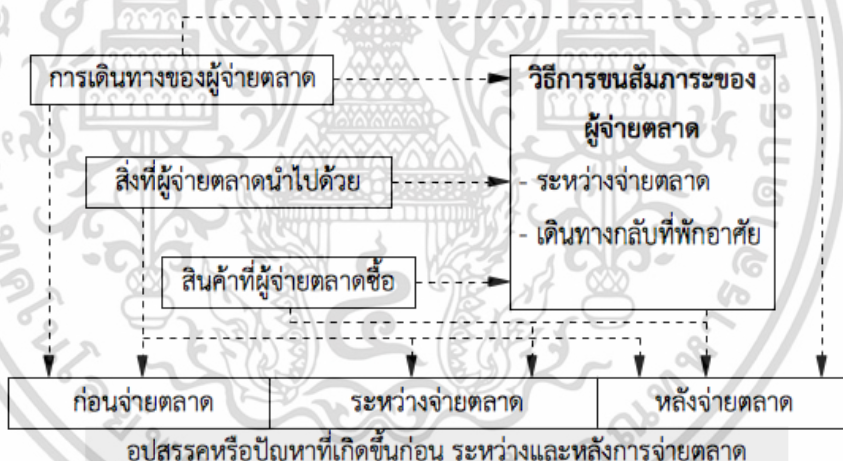 การเดินทางของผู้จ่ายตลาด
วิธีการขนสัมภาระของ
ผู้จ่ายตลาด
สิ่งที่ผู้จ่ายตลาดนำไปด้วย
- ระหว่างจ่ายตลาด
- เดินทางกลับที่พักอาศัย
สินค้าที่ผู้จ่ายตลาดซื้อ
ก่อนจ่ายตลาด
ระหว่างจ่ายตลาด
หลังจ่ายตลาด
อุปสรรคหรือปัญหาที่เกิดขึ้นก่อน ระหว่างและหลังการจ่ายตลาด